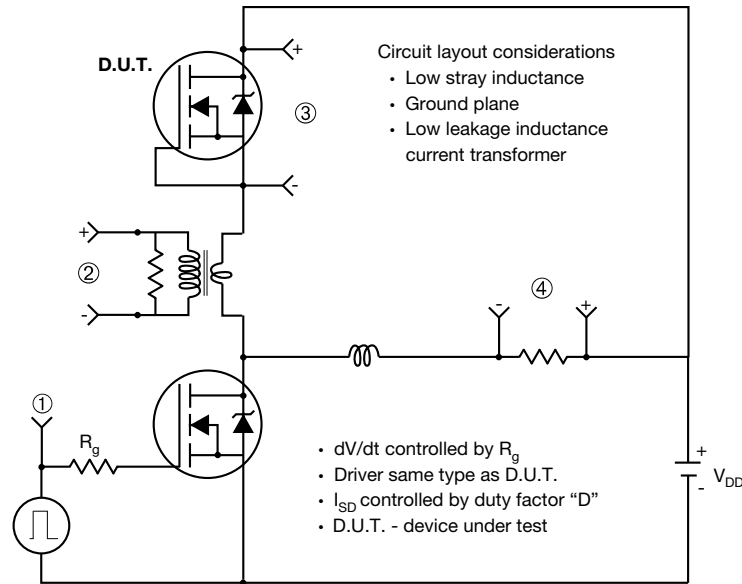 D.U.T.
+
Circuit layout considerations
• Low stray inductance
• Ground plane
• Low leakage inductance
current transformer
③
-
+
②
-
④
-
+
①
R_g
• dV/dt controlled by R_g
• Driver same type as D.U.T.
• I_SD controlled by duty factor “D”
• D.U.T. - device under test
+
-
V_DD